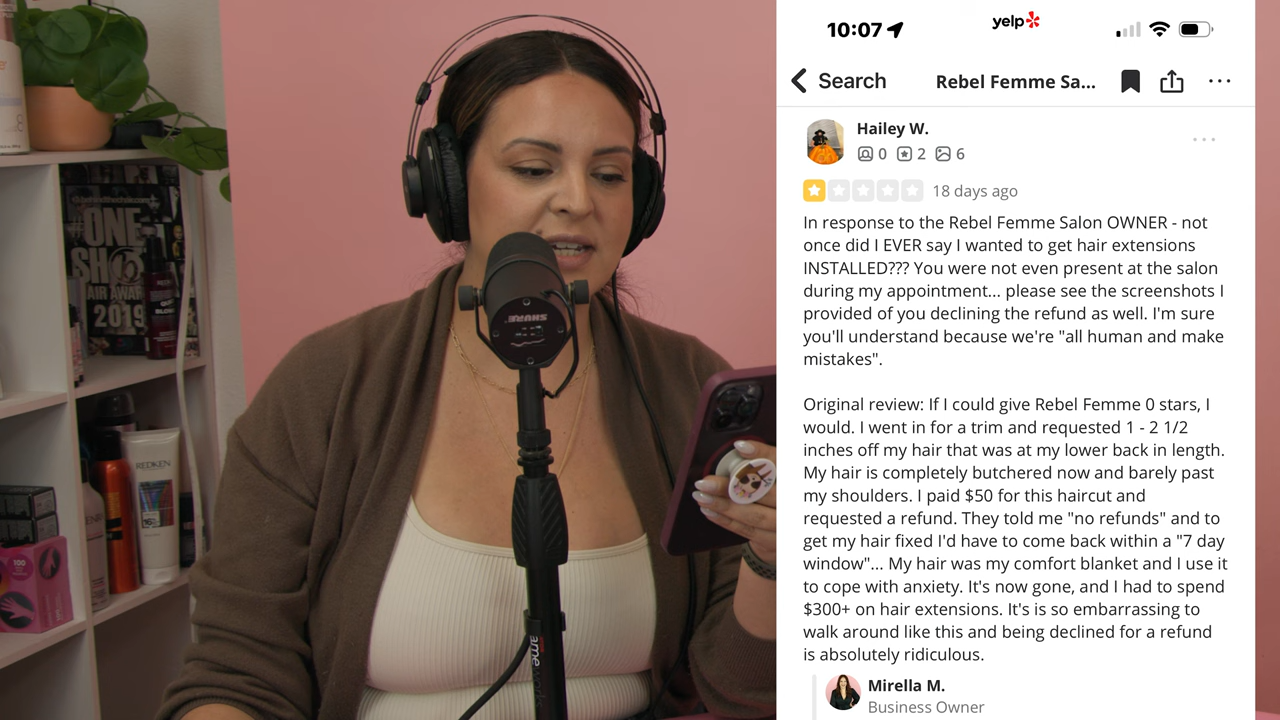 #ONE
SHOT
HAIR AWARDS
2019
REDKEN
100
SHURE
10:07
yelp
Search
Rebel Femme Sa...
Hailey W.
0 2 6
18 days ago
In response to the Rebel Femme Salon OWNER - not
once did I EVER say I wanted to get hair extensions
INSTALLED??? You were not even present at the salon
during my appointment... please see the screenshots I
provided of you declining the refund as well. I'm sure
you'll understand because we're "all human and make
mistakes".
Original review: If I could give Rebel Femme 0 stars, I
would. I went in for a trim and requested 1 - 2 1/2
inches off my hair that was at my lower back in length.
My hair is completely butchered now and barely past
my shoulders. I paid $50 for this haircut and
requested a refund. They told me "no refunds" and to
get my hair fixed I'd have to come back within a "7 day
window"... My hair was my comfort blanket and I use it
to cope with anxiety. It's now gone, and I had to spend
$300+ on hair extensions. It's is so embarrassing to
walk around like this and being declined for a refund
is absolutely ridiculous.
Mirella M.
Business Owner